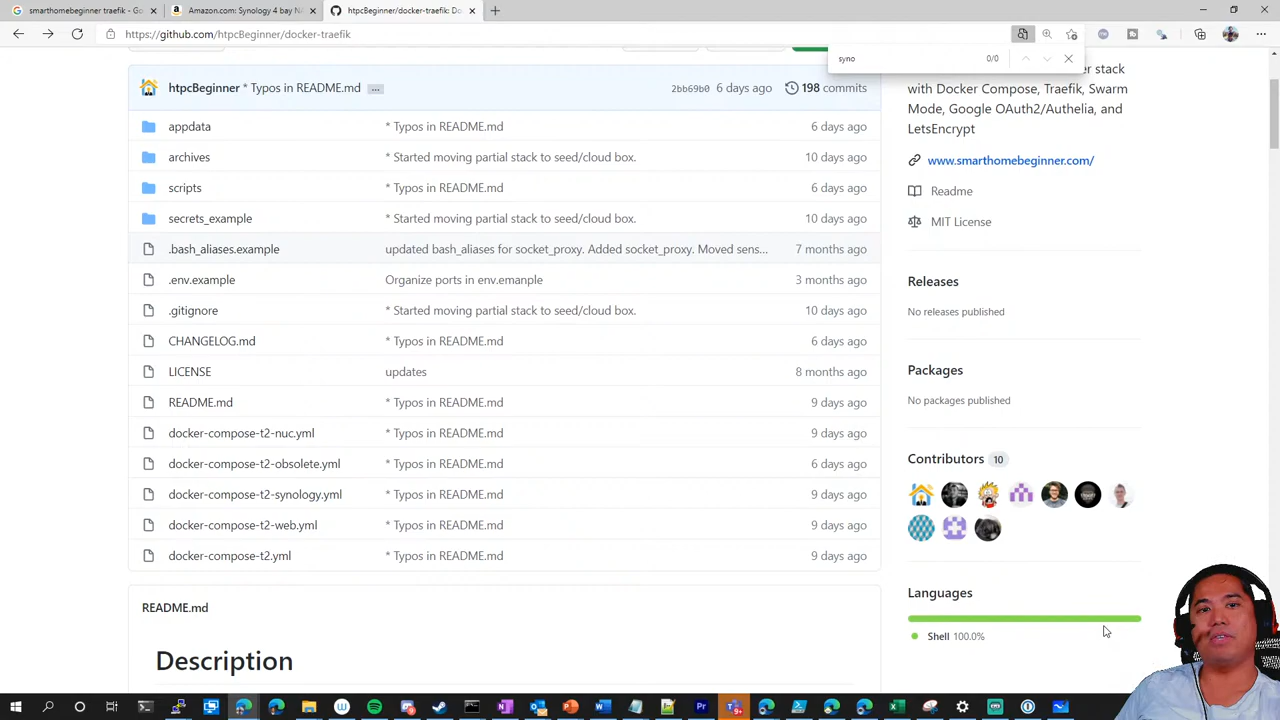 smarthomebeginner traefik - Go
Amazon.com: Synology 4 bay NA
htpcBeginner/docker-traefik: Do
https://github.com/htpcBeginner/docker-traefik
syno
0/0
htpcBeginner * Typos in README.md ...
2bb69b0 6 days ago
198 commits
appdata * Typos in README.md 6 days ago
archives * Started moving partial stack to seed/cloud box. 10 days ago
scripts * Typos in README.md 6 days ago
secrets_example * Started moving partial stack to seed/cloud box. 10 days ago
.bash_aliases.example updated bash_aliases for socket_proxy. Added socket_proxy. Moved sens... 7 months ago
.env.example Organize ports in env.emanple 3 months ago
.gitignore * Started moving partial stack to seed/cloud box. 10 days ago
CHANGELOG.md * Typos in README.md 6 days ago
LICENSE updates 8 months ago
README.md * Typos in README.md 9 days ago
docker-compose-t2-nuc.yml * Typos in README.md 9 days ago
docker-compose-t2-obsolete.yml * Typos in README.md 6 days ago
docker-compose-t2-synology.yml * Typos in README.md 9 days ago
docker-compose-t2-web.yml * Typos in README.md 9 days ago
docker-compose-t2.yml * Typos in README.md 9 days ago
README.md
Description
stack
with Docker Compose, Traefik, Swarm
Mode, Google OAuth2/Authelia, and
LetsEncrypt
www.smarthomebeginner.com/
Readme
MIT License
Releases
No releases published
Packages
No packages published
Contributors 10
Languages
Shell 100.0%